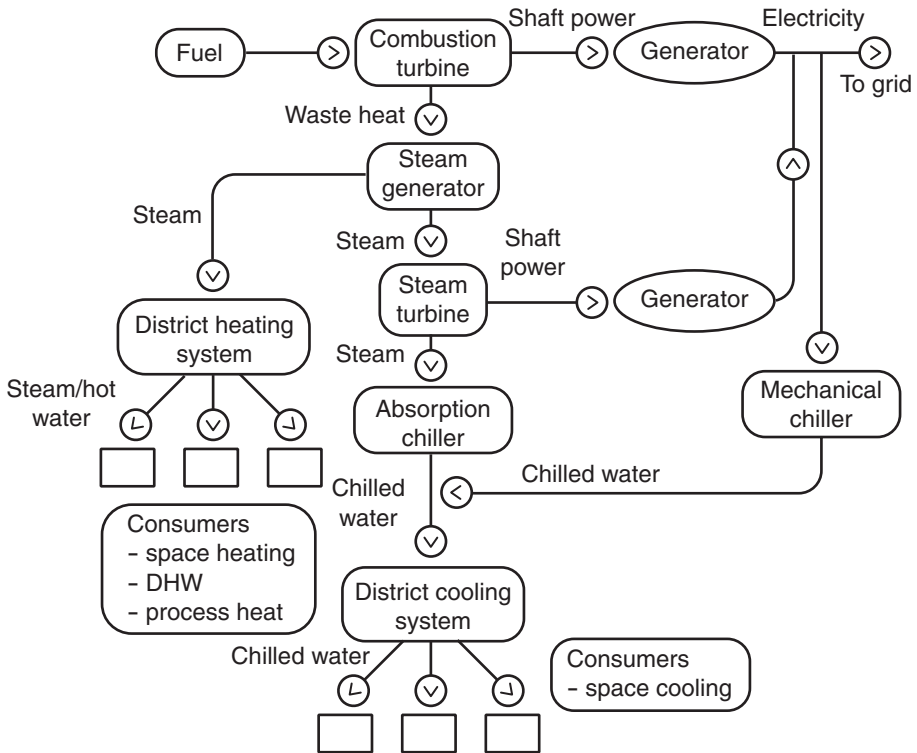 Shaft power
Electricity
Fuel
Combustion
turbine
Generator
To grid
Waste heat
Steam
generator
Steam
Steam
Shaft
power
Steam
turbine
Generator
District heating
system
Steam
Steam/hot
water
Absorption
chiller
Mechanical
chiller
Chilled
water
Chilled water
Consumers
- space heating
- DHW
- process heat
District cooling
system
Chilled water
Consumers
- space cooling